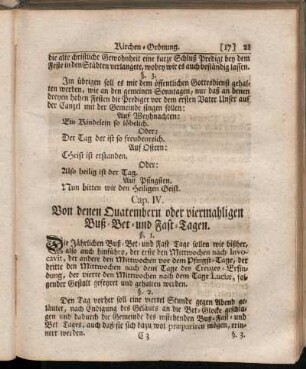 Kirchen-Ordnung. [17] 21
die alte christliche Gewohnheit eine kurze Schluß Predigt bey dem
Feste in den Städten verlanget, wobey wir es auch beständig lassen.
§. 3.
Im übrigen soll es mit dem öffentlichen Gottesdienst gehal-
ten werden, wie an den gemeinen Sonntagen, nur daß an denen
dreyen hohen Festen die Prediger vor dem ersten Vater Unser auf
der Canzel mit der Gemeinde singen sollen:
Auf Weyhnachten:
Ein Kindelein so löbelich.
Oder:
Der Tag der ist so freudenreich.
Auf Ostern:
CHrist ist erstanden.
Oder:
Also heilig ist der Tag.
Auf Pfingsten.
Nun bitten wir den Heiligen Geist.
Cap. IV.
Von denen Quatembern oder viermahligen
Buß-Bet-und Fast-Tagen.
§. 1.
Die Jährlichen Buß-Bet-und Fast Tage sollen wie bißher,
also auch hinführo, der erste den Mittwochen nach Invo-
cavit, der andere den Mittwochen vor dem Pfingst-Tage, der
dritte den Mittwochen nach dem Tage des Creutzes-Erfin-
dung, der vierte den Mittwochen nach dem Tage Luciæ, fol-
gender Gestalt gefeyret und gehalten werden.
§. 2.
Den Tag vorher soll eine viertel Stunde gegen Abend ge-
läutet, nach Endigung des Geläuts an die Bet-Glocke geschla-
gen und dadurch die Gemeinde des instehenden Buß-Fast-und
Bet Tages, auch daß sie sich dazu wol præpariren mögen, erin-
nert werden.
C 3 §. 3.